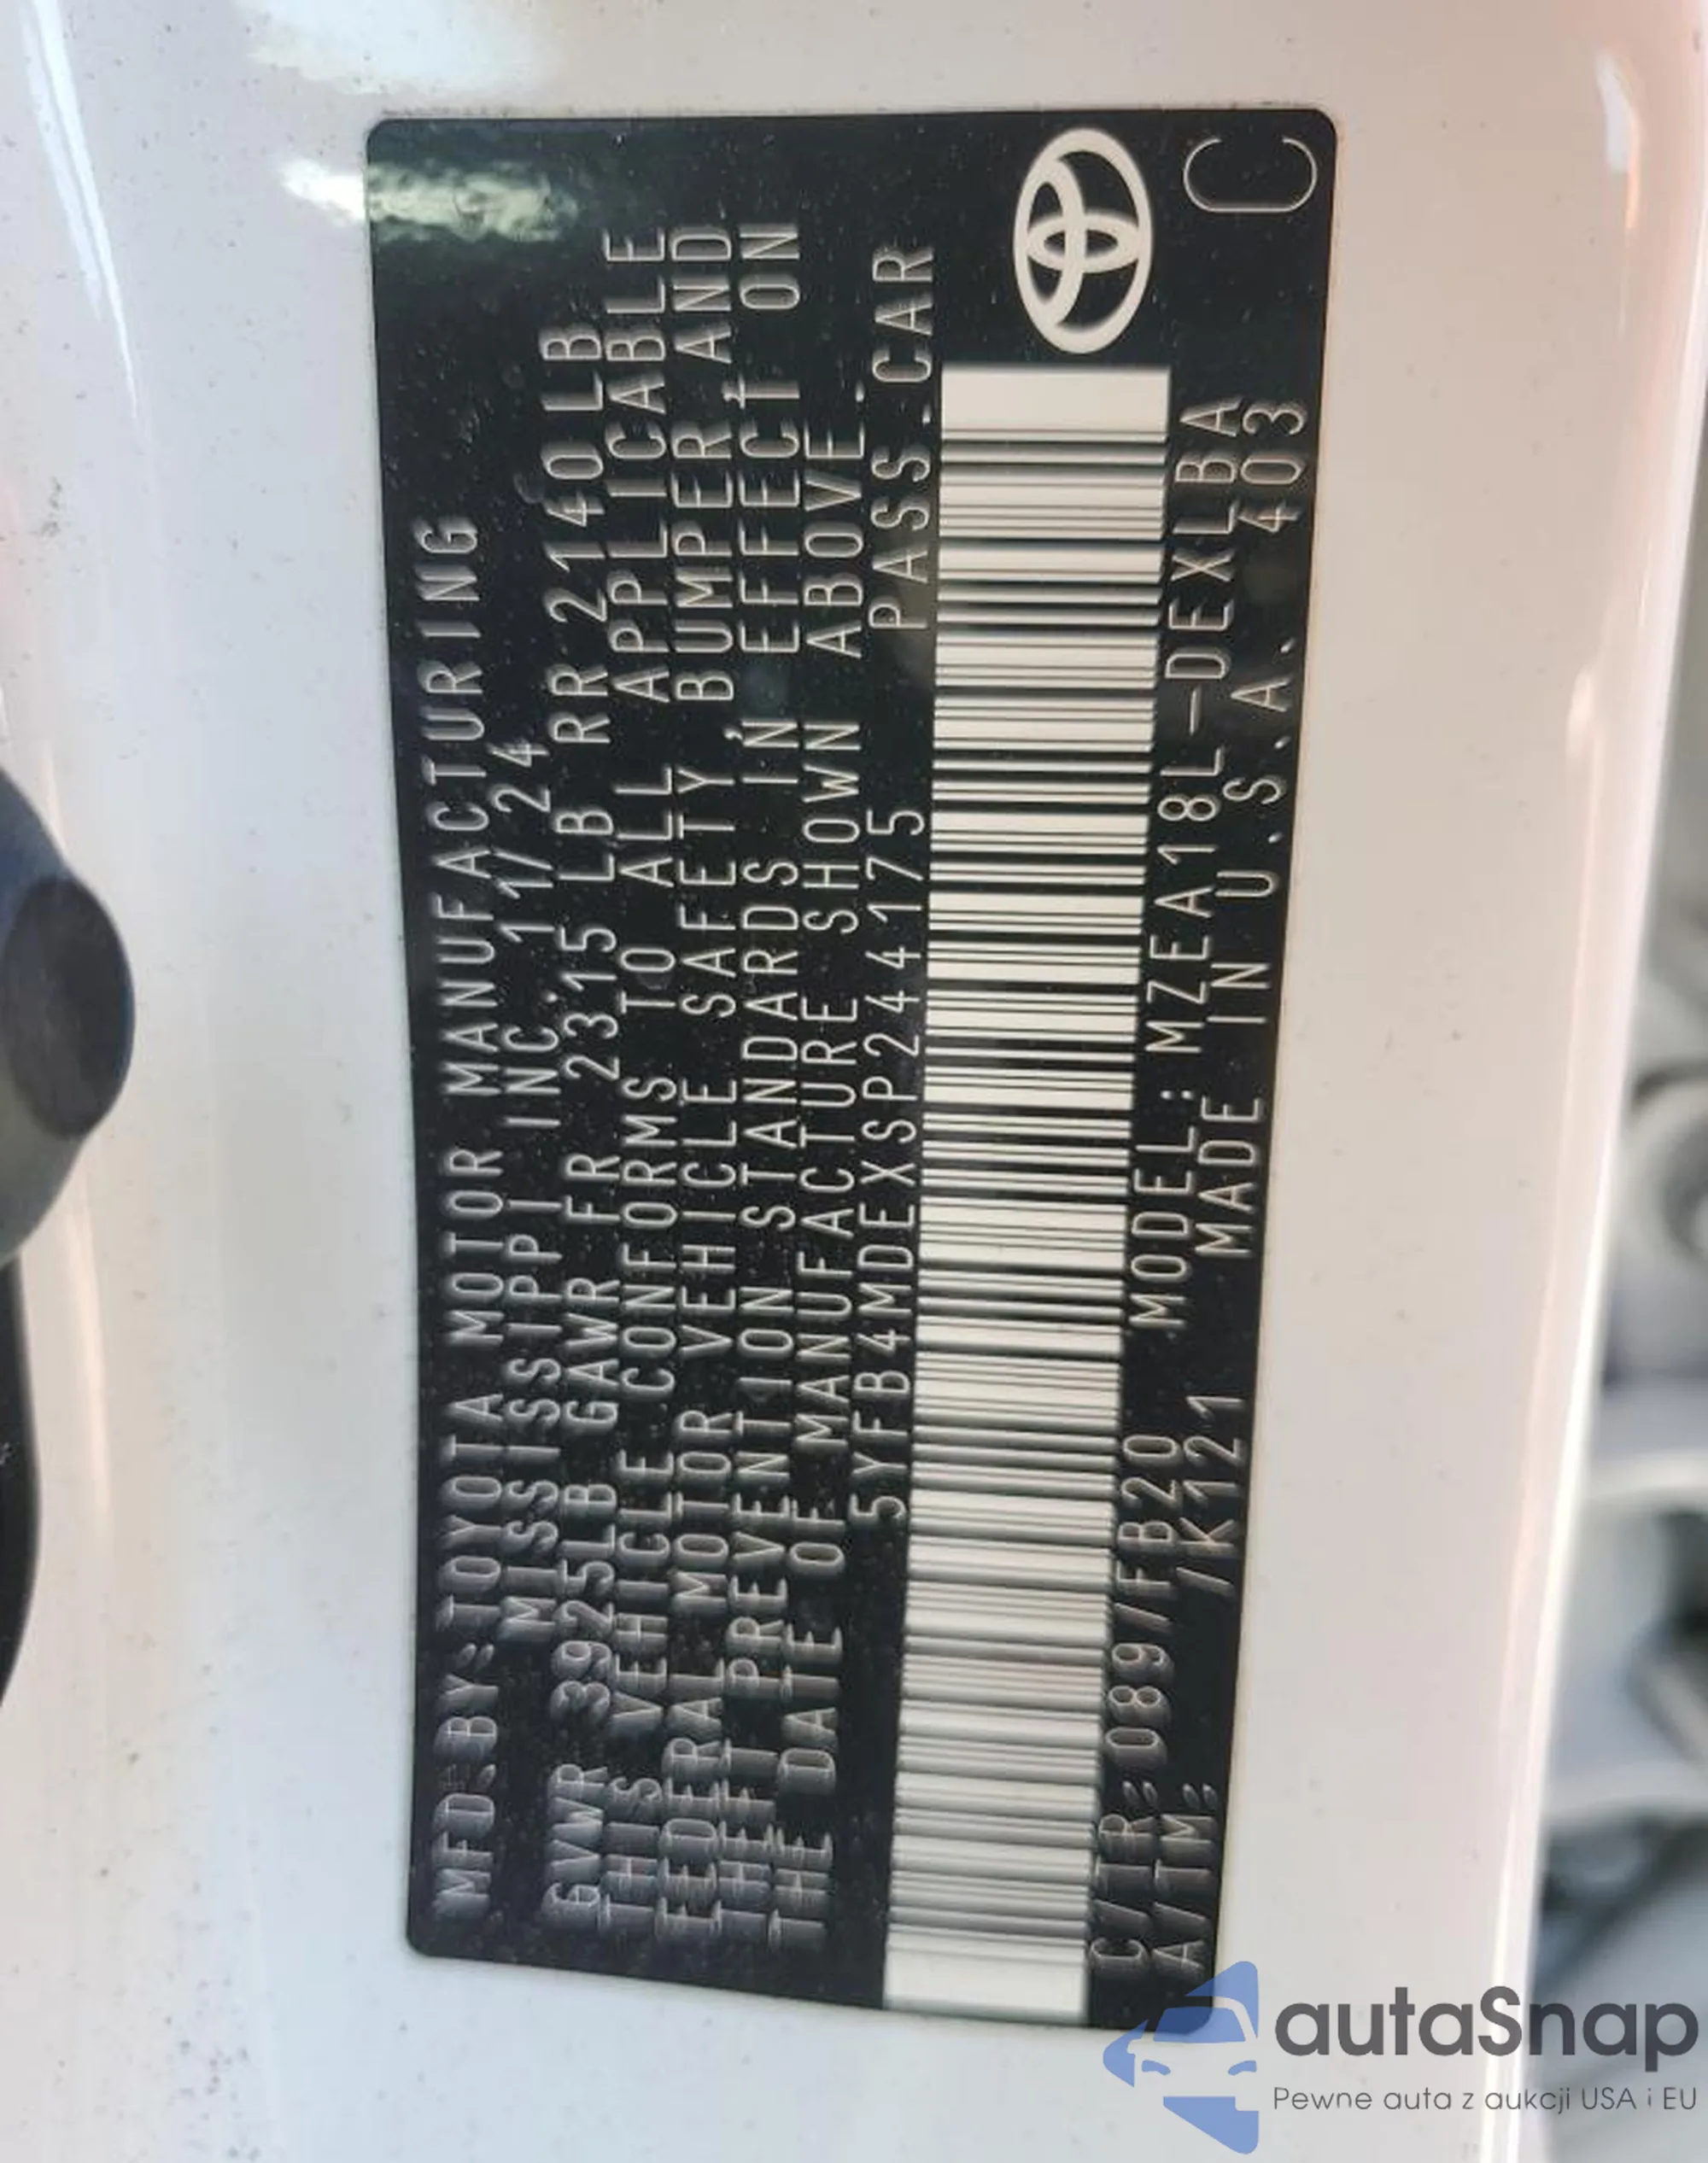 MFD.BY:TOYOTA MOTOR MANUFACTURING
MISSISSIPPI INC.11/24
GVWR 3925LB GAWR FR 2315 LB RR 2140LB
THIS VEHICLE CONFORMS TO ALL APPLICABLE
FEDERAL MOTOR VEHICLE SAFETY, BUMPER AND
THEFT PREVENTION STANDARDS IN EFFECT ON
THE DATE OF MANUFACTURE SHOWN ABOVE.
5YFB4MDEXSP244175 PASS.CAR
C/TR: 089/FB20 MODEL: MZEA18L-DEXLBA
A/TM: /K121 MADE IN U.S.A. 403
C
autaSnap
Pewne auta z aukcji USA i EU